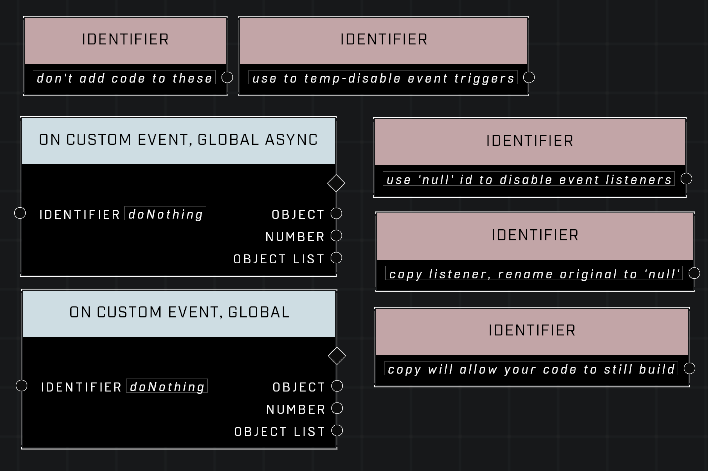 IDENTIFIER
don't add code to these
IDENTIFIER
use to temp-disable event triggers
ON CUSTOM EVENT, GLOBAL ASYNC
IDENTIFIER doNothing
OBJECT
NUMBER
OBJECT LIST
IDENTIFIER
use 'null' id to disable event listeners
IDENTIFIER
copy listener, rename original to 'null'
ON CUSTOM EVENT, GLOBAL
IDENTIFIER doNothing
OBJECT
NUMBER
OBJECT LIST
IDENTIFIER
copy will allow your code to still build